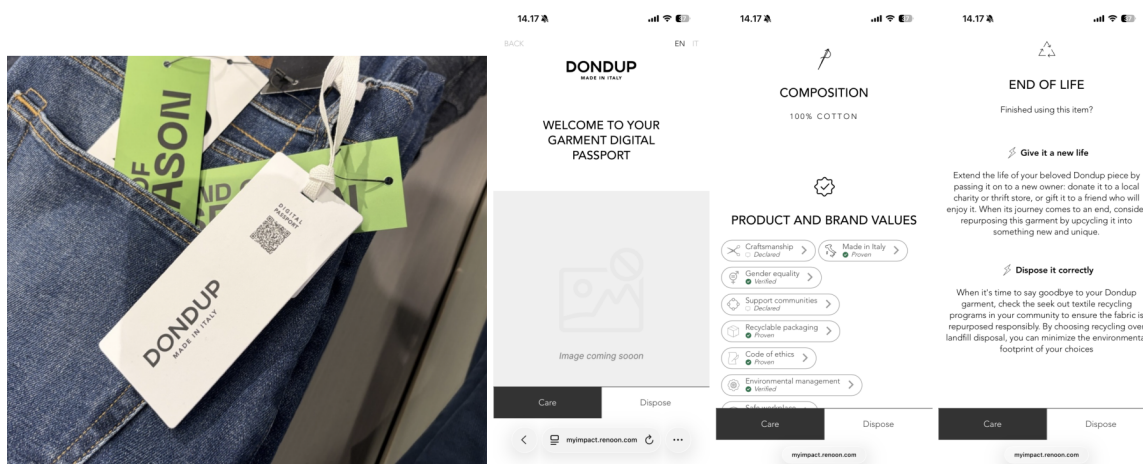 OF
ASON
ND
DIGITAL
PASSPORT
DONDUP
MADE IN ITALY
14.17
BACK
EN IT
DONDUP
MADE IN ITALY
WELCOME TO YOUR
GARMENT DIGITAL
PASSPORT
Image coming sooon
Care Dispose
myimpact.renoon.com
14.17
COMPOSITION
100% COTTON
PRODUCT AND BRAND VALUES
Craftsmanship
Declared
Made in Italy
Proven
Gender equality
Verified
Support communities
Declared
Recyclable packaging
Proven
Code of ethics
Proven
Environmental management
Verified
Care Dispose
myimpact.renoon.com
14.17
END OF LIFE
Finished using this item?
Give it a new life
Extend the life of your beloved Dondup piece by
passing it on to a new owner: donate it to a local
charity or thrift store, or gift it to a friend who will
enjoy it. When its journey comes to an end, conside
repurposing this garment by upcycling it into
something new and unique.
Dispose it correctly
When it's time to say goodbye to your Dondup
garment, check the seek out textile recycling
programs in your community to ensure the fabric is
repurposed responsibly. By choosing recycling over
landfill disposal, you can minimize the environmenta
footprint of your choices
Care Dispose
myimpact.renoon.com